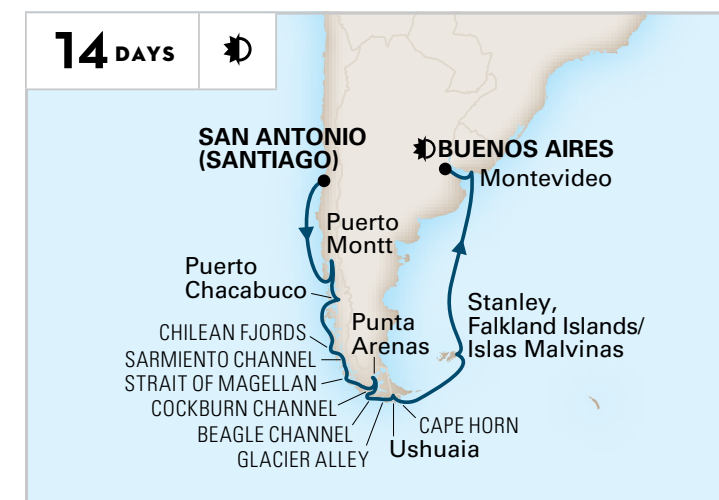 14 DAYS
SAN ANTONIO
(SANTIAGO)
BUENOS AIRES
Montevideo
Puerto
Montt
Puerto
Chacabuco
Stanley,
Falkland Islands/
Islas Malvinas
Punta
Arenas
CHILEAN FJORDS
SARMIENTO CHANNEL
STRAIT OF MAGELLAN
COCKBURN CHANNEL
BEAGLE CHANNEL
GLACIER ALLEY
CAPE HORN
Ushuaia